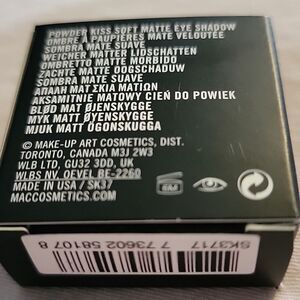 POWDER KISS SOFT MATTE EYE SHADOW
OMBRE À PAUPIÈRES MATE VELOUTÉE
SOMBRA MATE SUAVE
WEICHER MATTER LIDSCHATTEN
OMBRETTO MATTE MORBIDO
ZACHTE MATTE OOGSCHADUW
SOMBRA MATE SUAVE
ΑΠΑΛΗ ΜΑΤ ΣΚΙΑ ΜΑΤΙΩΝ
AKSAMITNIE MATOWY CIEŃ DO POWIEK
BLØD MAT ØJENSKYGGE
MYK MATT ØYENSKYGGE
MJUK MATT ÖGONSKUGGA
© MAKE-UP ART COSMETICS, DIST.
TORONTO, CANADA M3J 2W3
WLB LTD, GU32 3DD, UK
WLBS NV, OEVEL BE-2260
MADE IN USA / SK37
MACCOSMETICS.COM
SK3717
7 73602 58107 8